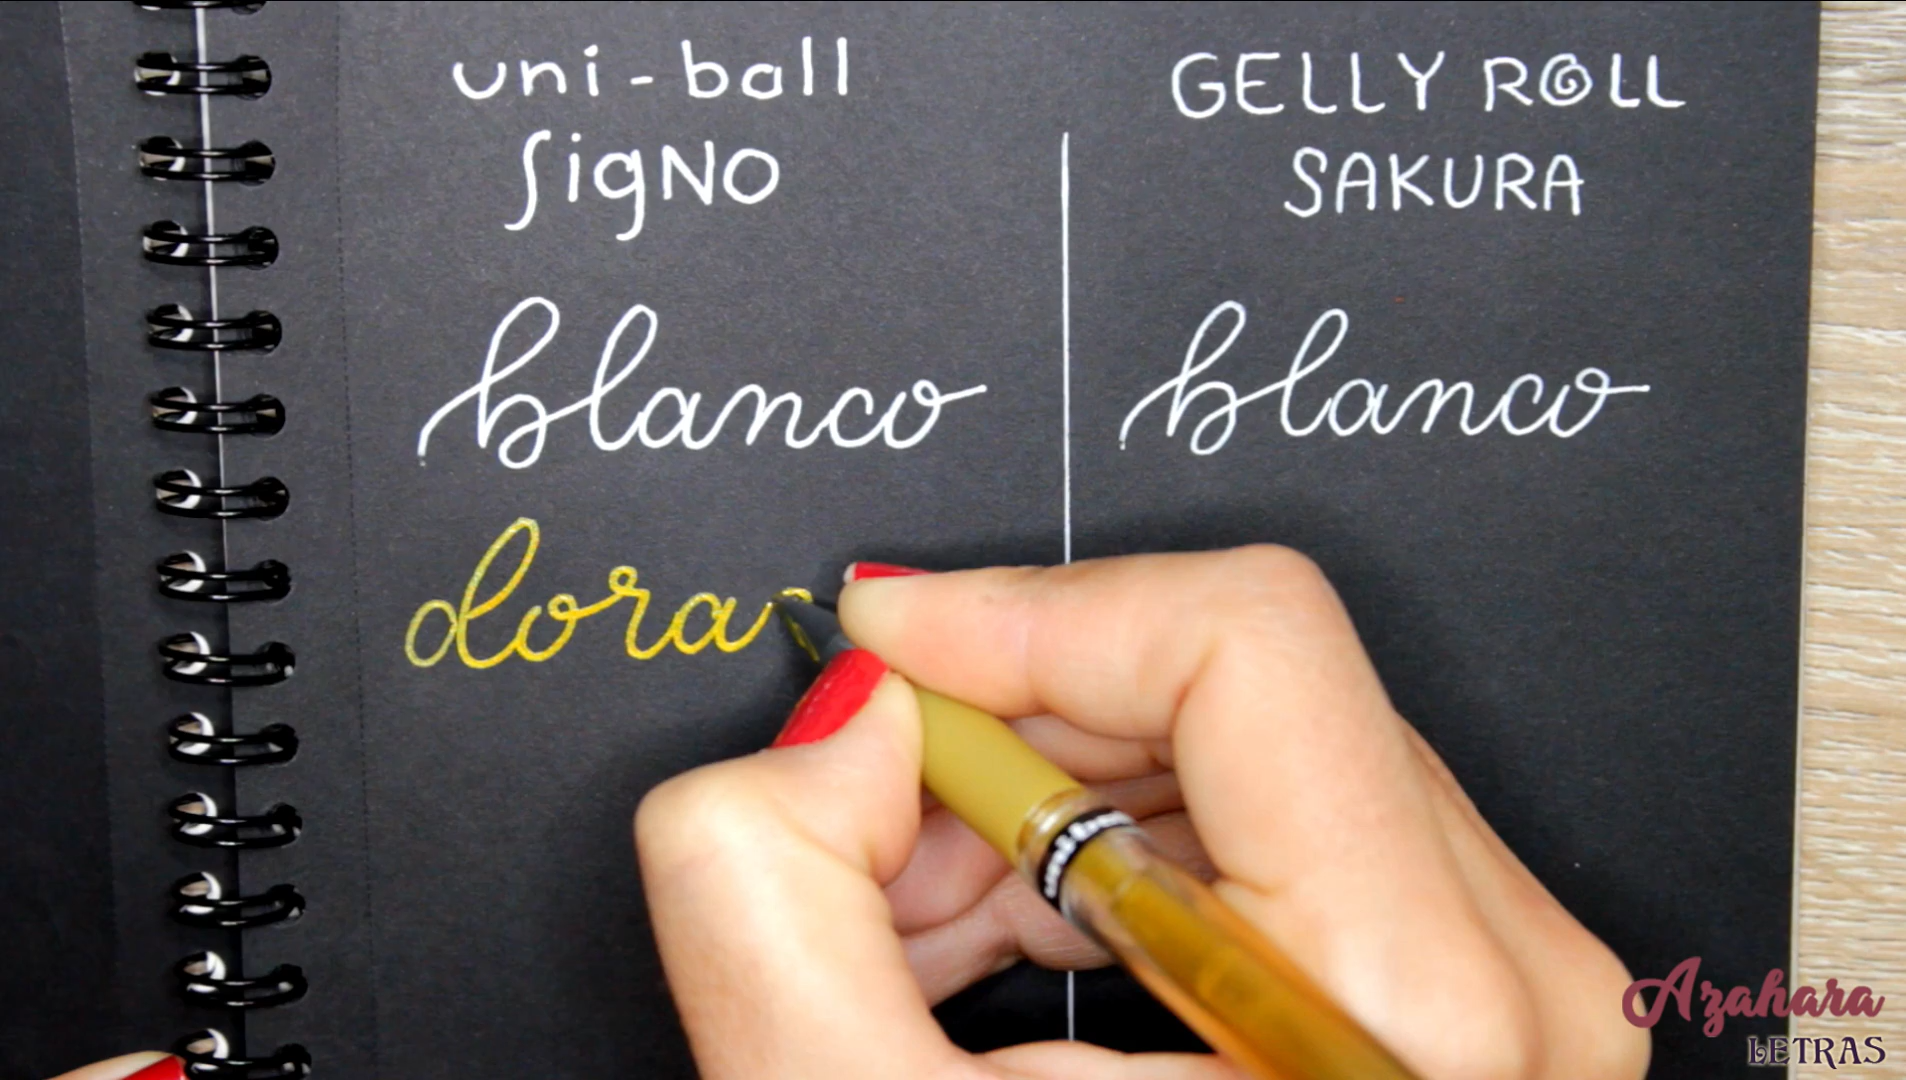 uni-ball
SigNO
blanco
dora
GELLY ROLL
SAKURA
blanco
Azahara
LETRAS